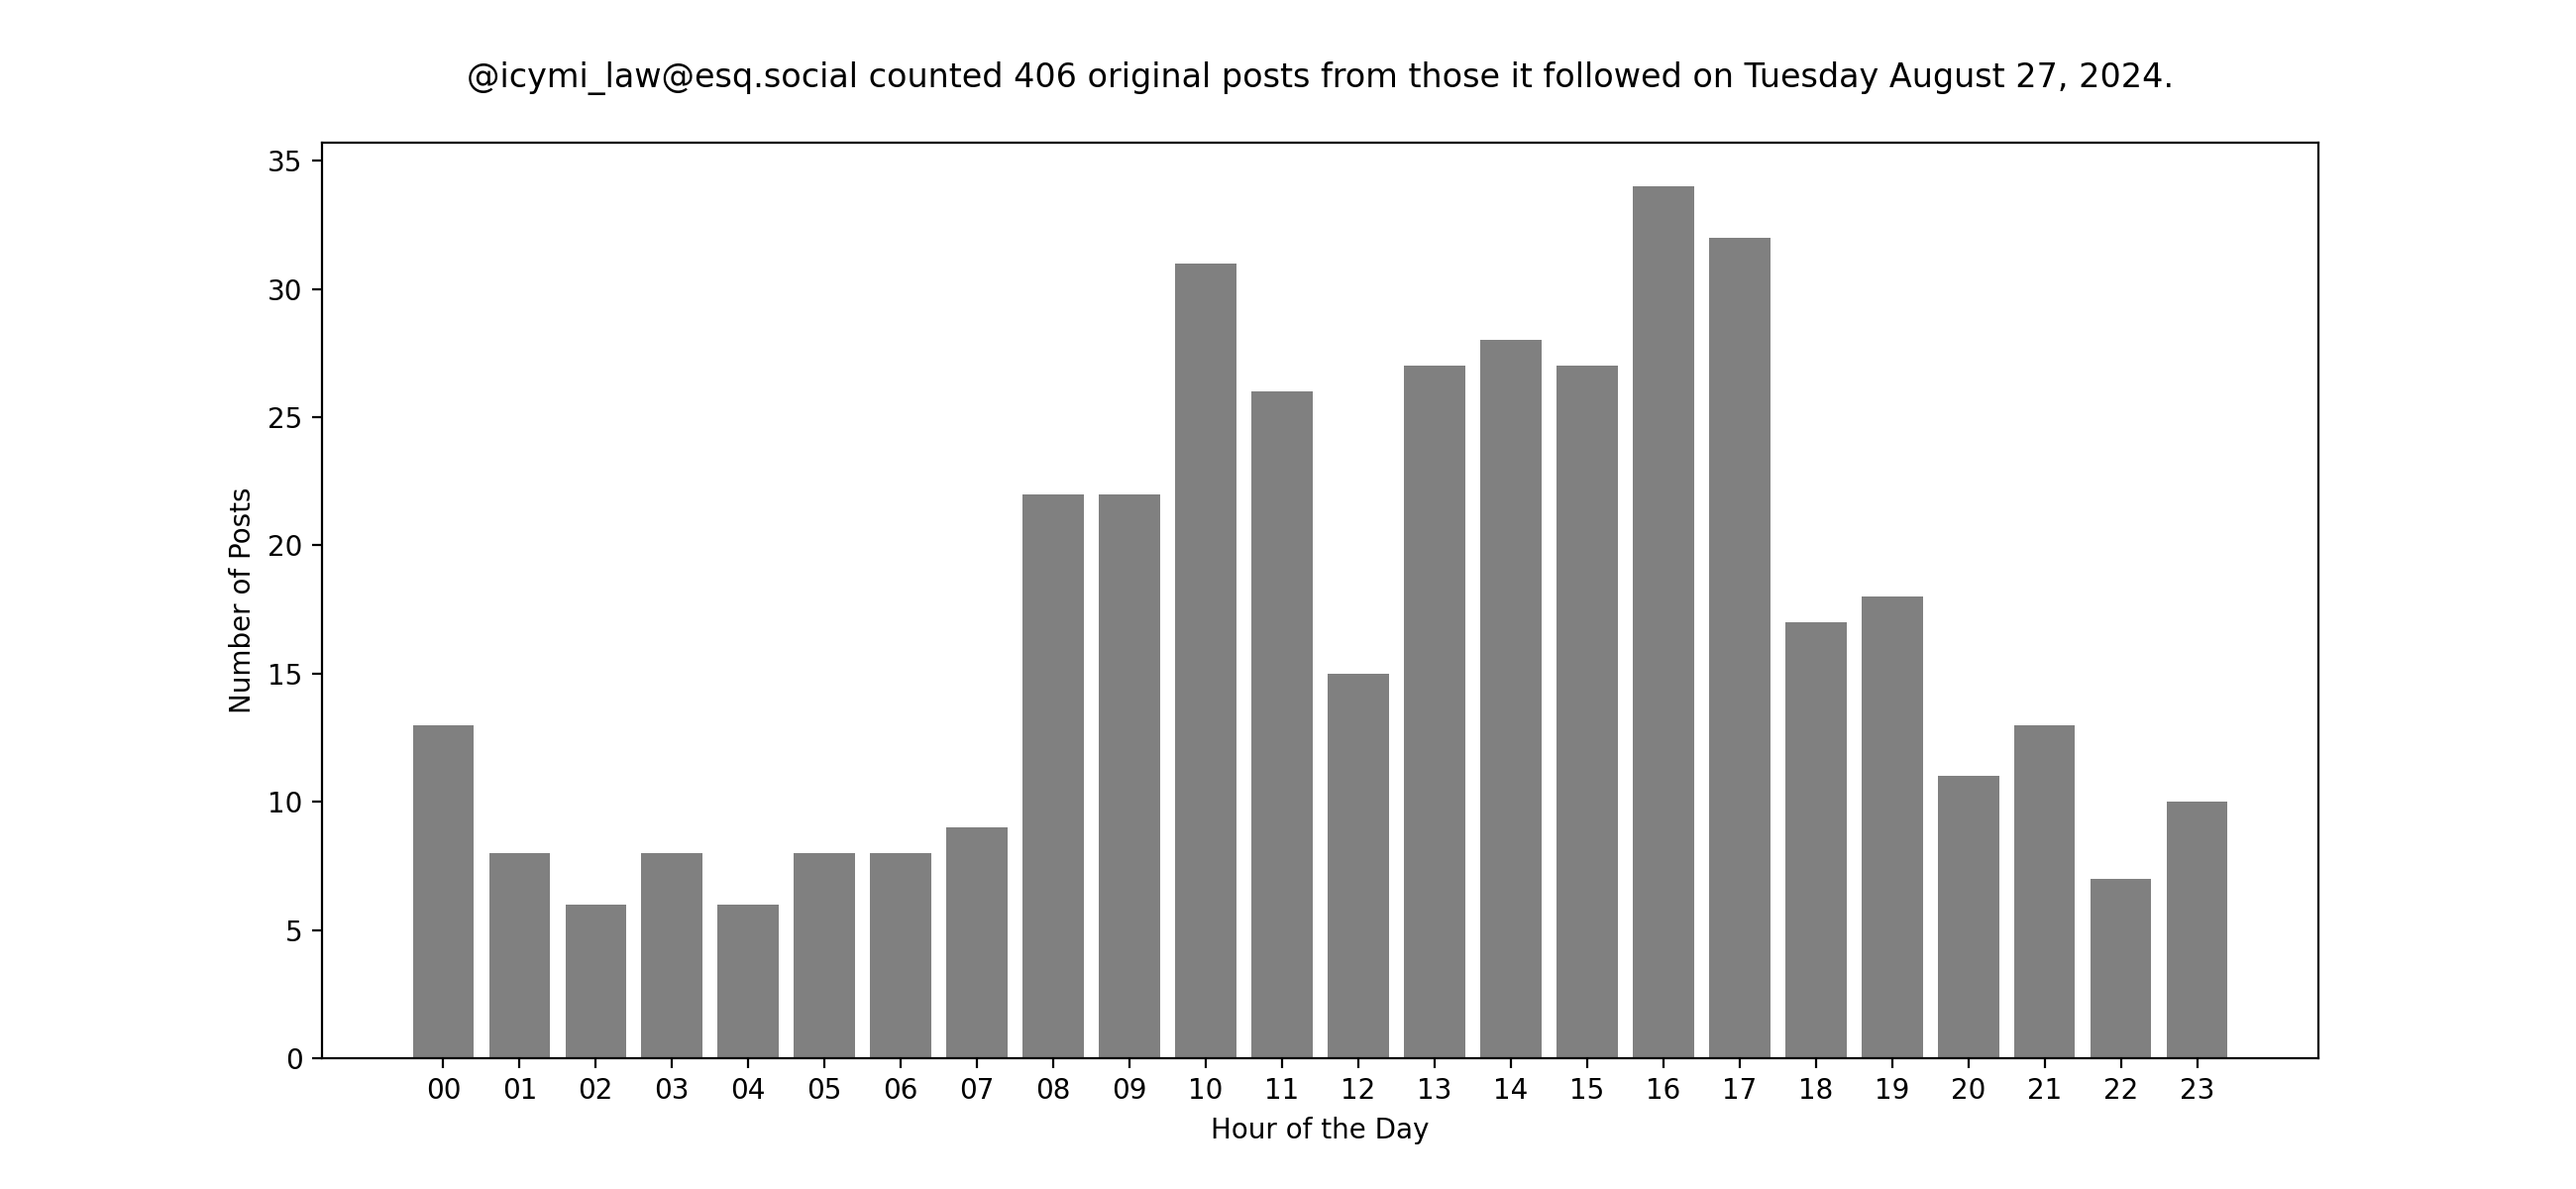 @icymi_law@esq.social counted 406 original posts from those it followed on Tuesday August 27, 2024.
35
30
25
20
15
10
5
0
Number of Posts
00 01 02 03 04 05 06 07 08 09 10 11 12 13 14 15 16 17 18 19 20 21 22 23
Hour of the Day